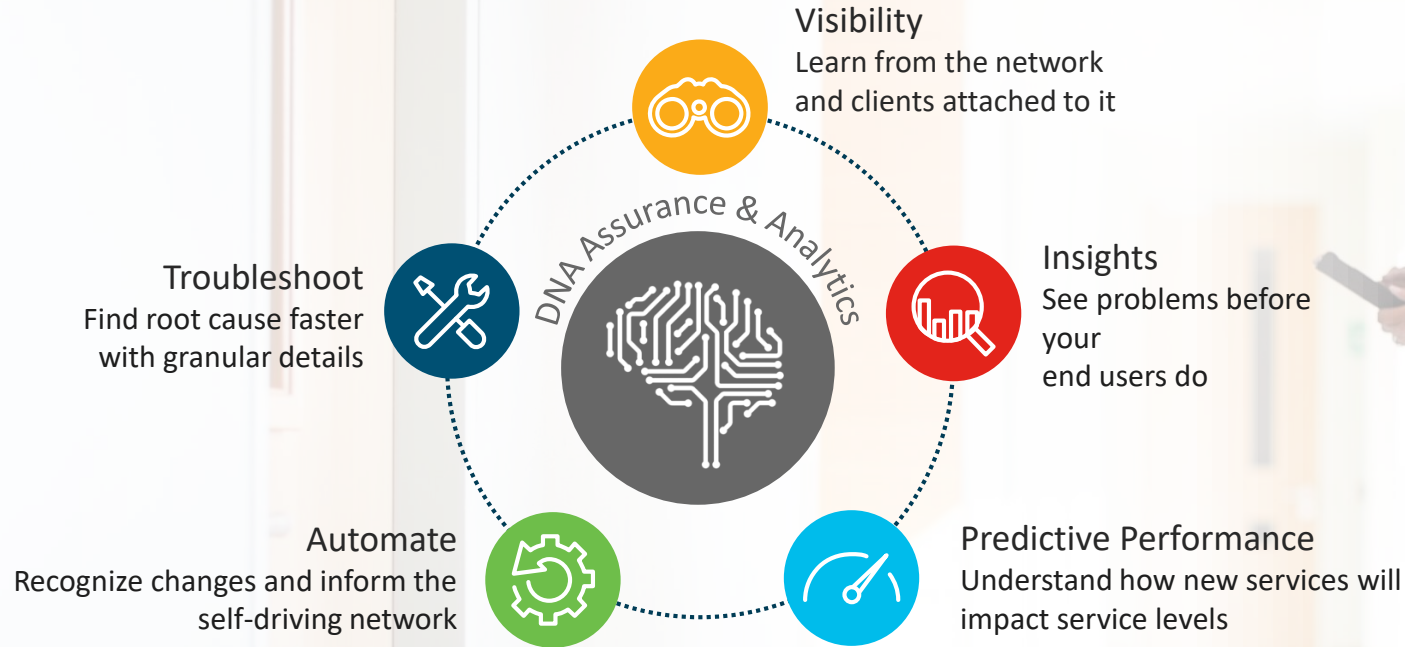 Visibility
Learn from the network
and clients attached to it
DNA Assurance & Analytics
Troubleshoot
Find root cause faster
with granular details
Insights
See problems before
your
end users do
Automate
Recognize changes and inform the
self-driving network
Predictive Performance
Understand how new services will
impact service levels